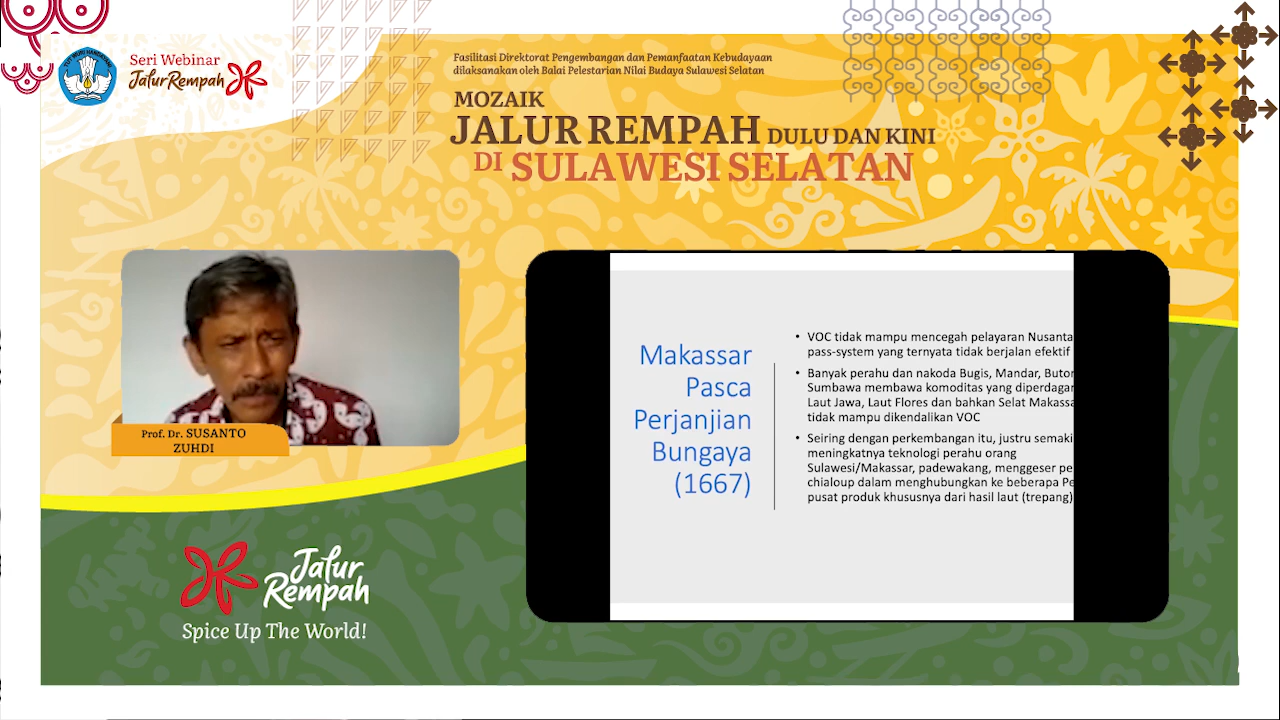 Seri Webinar
Jalur Rempah
Fasilitasi Direktorat Pengembangan dan Pemanfaatan Kebudayaan
dilaksanakan oleh Balai Pelestarian Nilai Budaya Sulawesi Selatan
MOZAIK
JALUR REMPAH DULU DAN KINI
DI SULAWESI SELATAN
Prof. Dr. SUSANTO
ZUHDI
Jalur
Rempah
Spice Up The World!
Makassar
Pasca
Perjanjian
Bungaya
(1667)
• VOC tidak mampu mencegah pelayaran Nusanta
pass-system yang ternyata tidak berjalan efektif
• Banyak perahu dan nakoda Bugis, Mandar, Buton
Sumbawa membawa komoditas yang diperdagan
Laut Jawa, Laut Flores dan bahkan Selat Makassa
tidak mampu dikendalikan VOC
• Seiring dengan perkembangan itu, justru semaki
meningkatnya teknologi perahu orang
Sulawesi/Makassar, padewakang, menggeser pe
chialoup dalam menghubungkan ke beberapa Pe
pusat produk khususnya dari hasil laut (trepang)